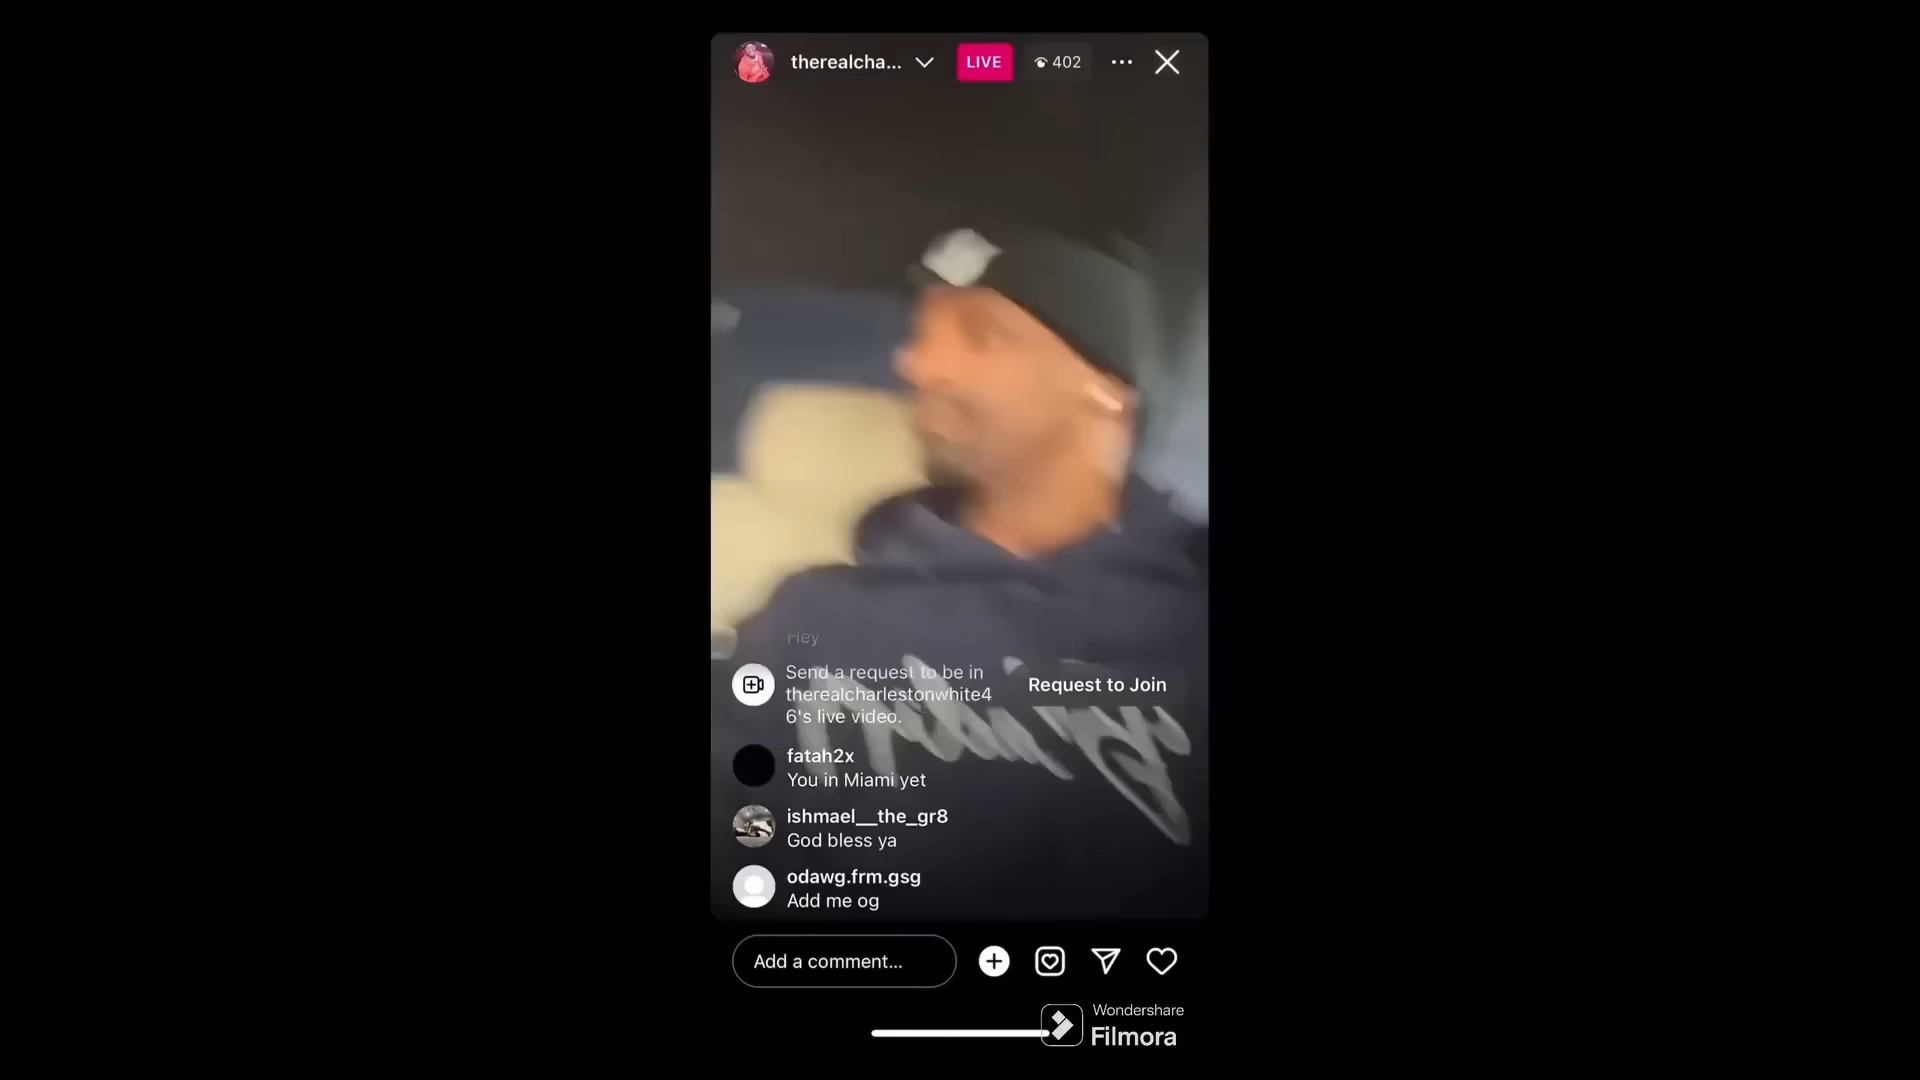 therealcha...
LIVE
402
Hey
Send a request to be in
therealcharlestonwhite4
6's live video.
Request to Join
fatah2x
You in Miami yet
ishmael__the_gr8
God bless ya
odawg.frm.gsg
Add me og
Add a comment...
Wondershare
Filmora